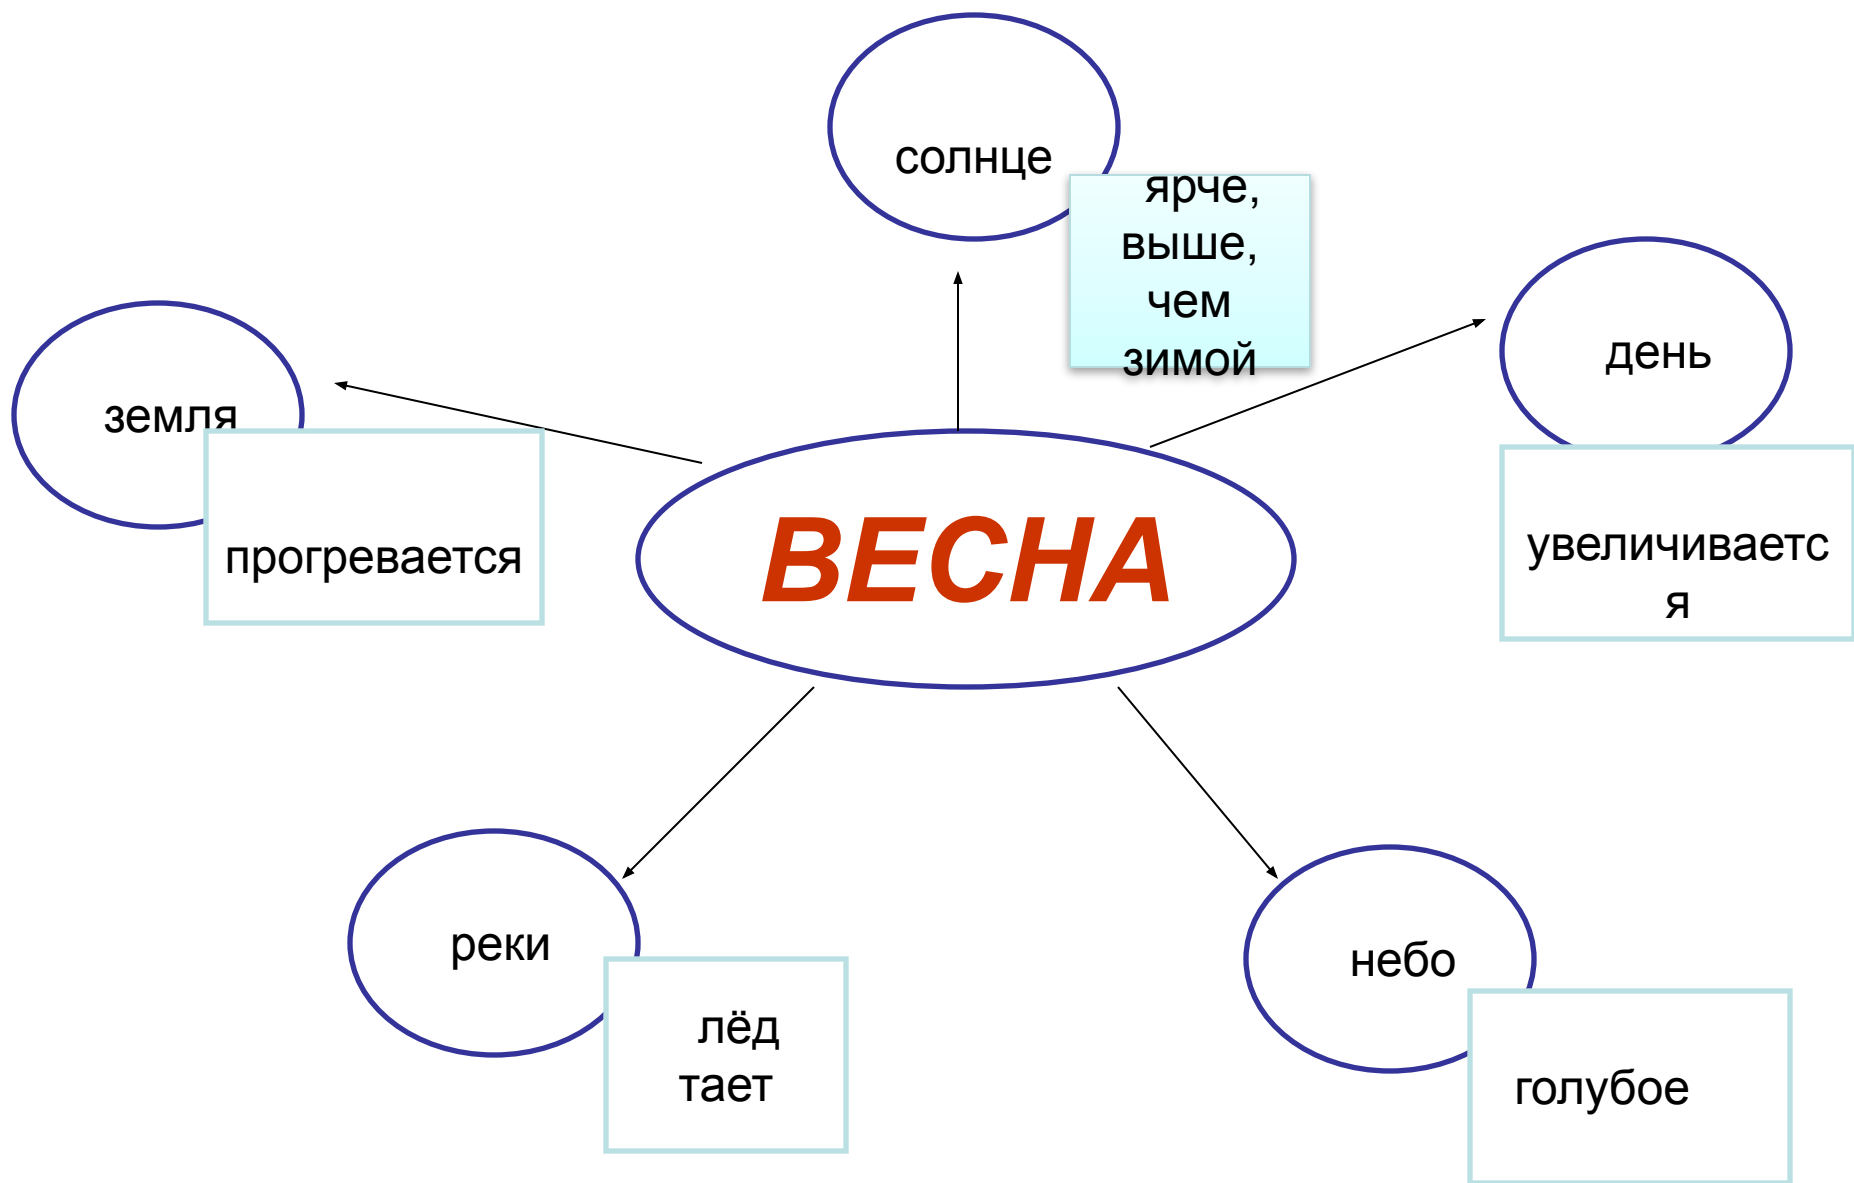 солнце
ярче,
выше,
чем
зимой
день
увеличиваетс
я
земля
прогревается
ВЕСНА
реки
лёд
тает
небо
голубое